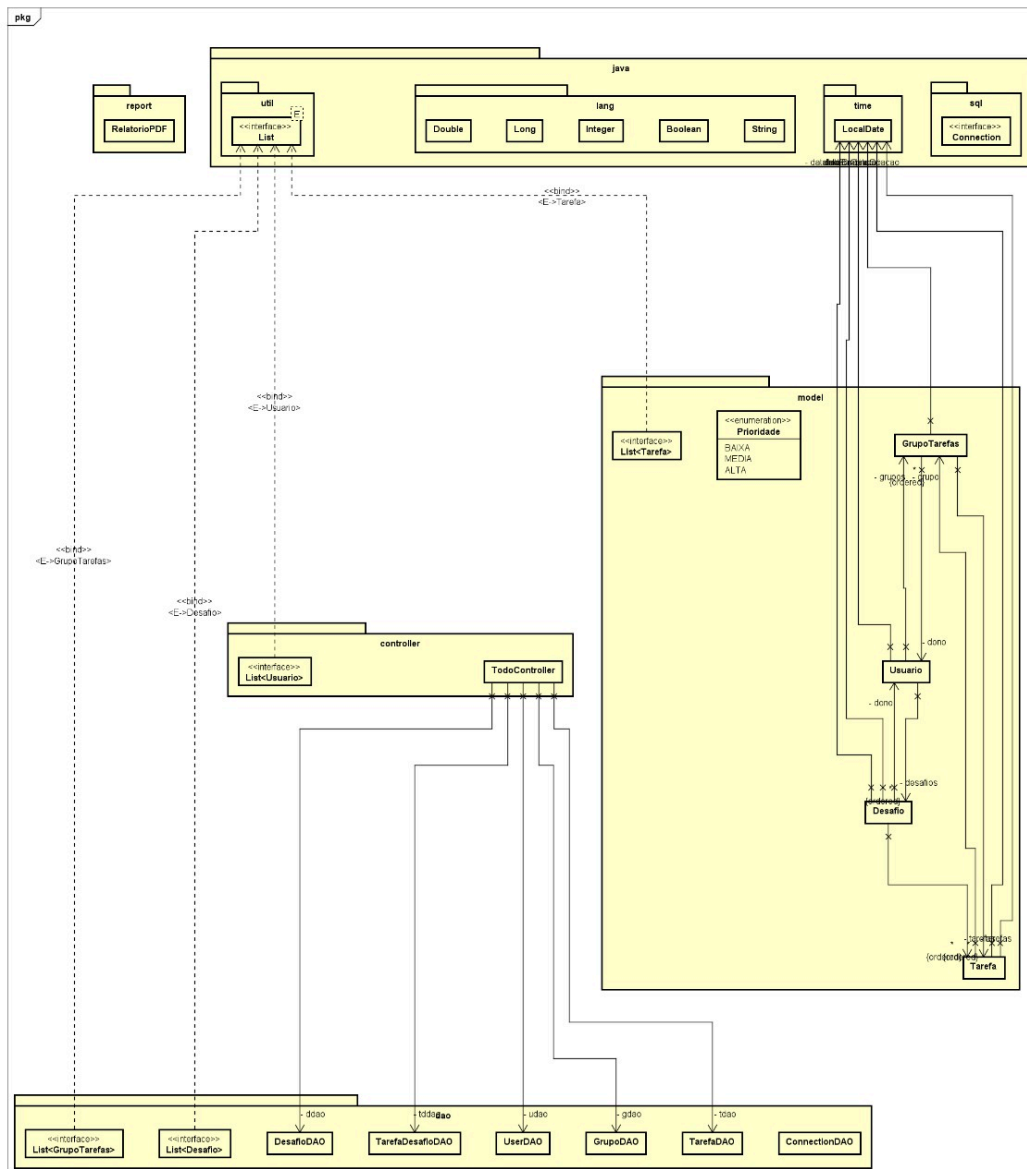 pkg
java
report
RelatorioPDF
util
E
<<interface>>
List
lang
Double
Long
Integer
Boolean
String
time
LocalDate
sql
<<interface>>
Connection
<<bind>>
<E->Tarefa>
model
<<interface>>
List<Tarefa>
<<enumeration>>
Prioridade
BAIXA
MEDIA
ALTA
GrupoTarefas
- grupos
*
{ordered}
- grupo
<<bind>>
<E->Usuario>
<<bind>>
<E->GrupoTarefas>
<<bind>>
<E->Desafio>
controller
<<interface>>
List<Usuario>
TodoController
- dono
Usuario
- dono
- desafios
*
{ordered}
Desafio
- tarefas
*
{ordered}
Tarefa
dao
- ddao
- tddao
- udao
- gdao
- tdao
<<interface>>
List<GrupoTarefas>
<<interface>>
List<Desafio>
DesafioDAO
TarefaDesafioDAO
UserDAO
GrupoDAO
TarefaDAO
ConnectionDAO